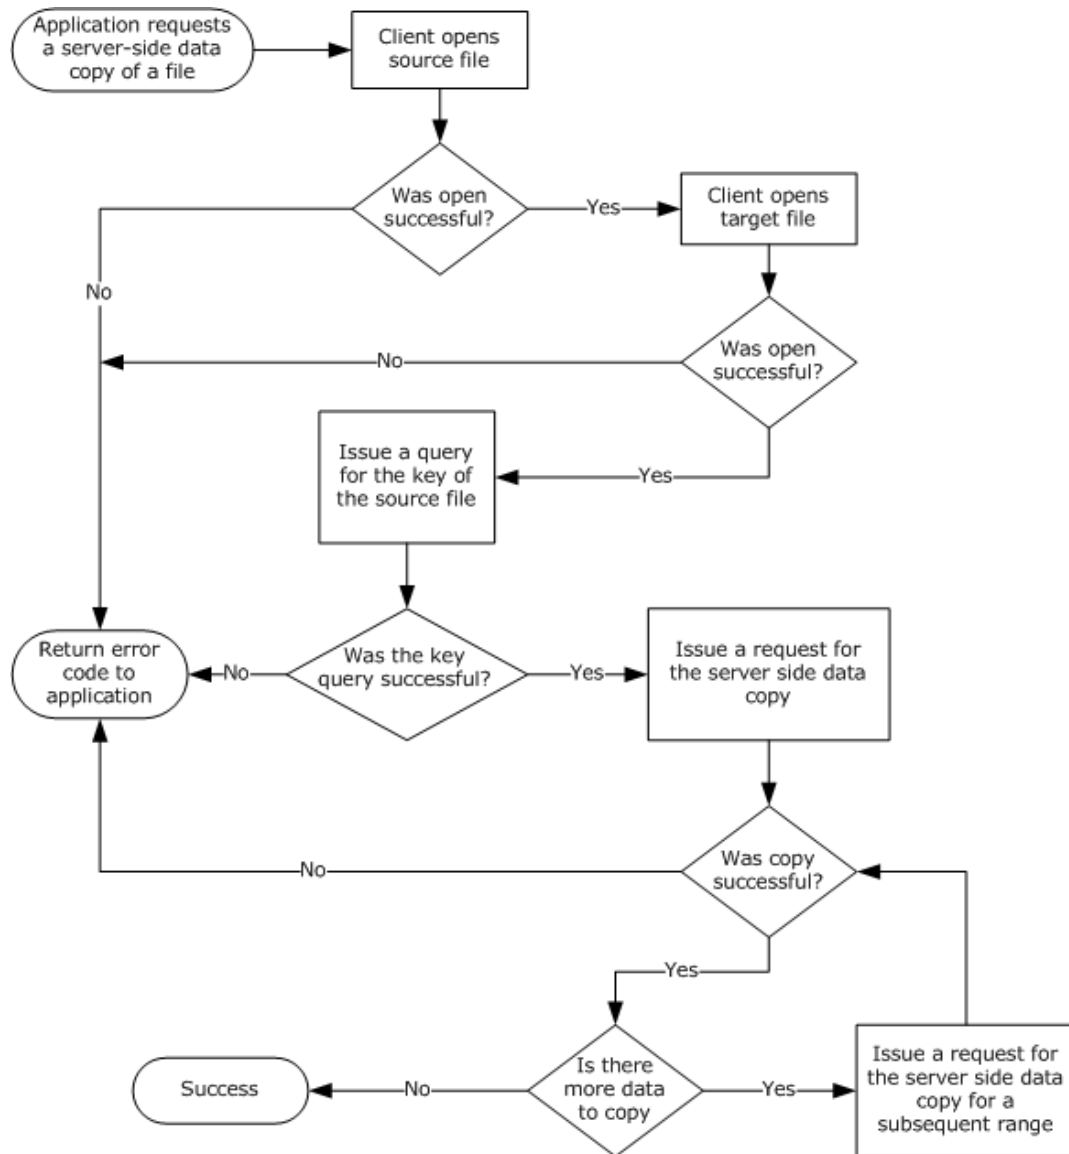 Application requests
a server-side data
copy of a file
Client opens
source file
Was open
successful?
Yes
Client opens
target file
No
Was open
successful?
No
Issue a query
for the key of
the source file
Yes
Return error
code to
application
No
Was the key
query successful?
Yes
Issue a request for
the server side data
copy
Was copy
successful?
No
Yes
Success
No
Is there
more data
to copy
Yes
Issue a request for
the server side data
copy for a
subsequent range